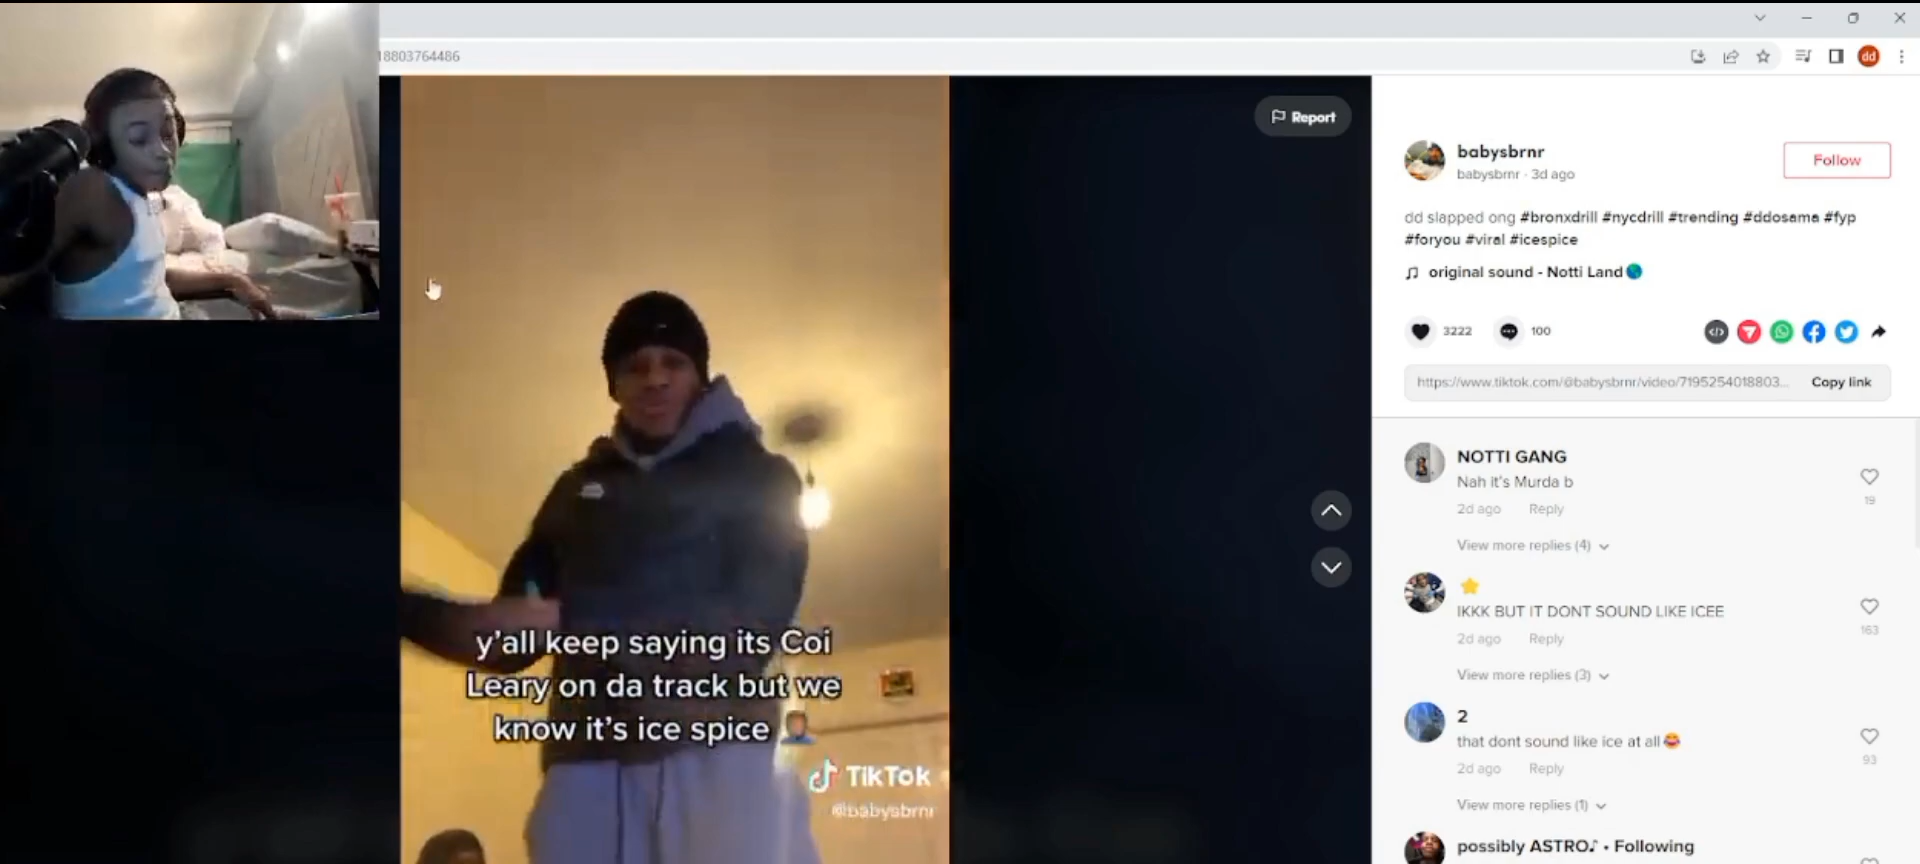 18803764486
dd
Report
babysbrnr
babysbrnr · 3d ago
Follow
dd slapped ong #bronxdrill #nycdrill #trending #ddosama #fyp
#foryou #viral #icespice
original sound - Notti Land🌎
3222
100
https://www.tiktok.com/@babysbrnr/video/7195254018803...
Copy link
NOTTI GANG
Nah it's Murda b
2d ago Reply
19
View more replies (4)
⭐
IKKK BUT IT DONT SOUND LIKE ICEE
2d ago Reply
163
View more replies (3)
2
that dont sound like ice at all😂
2d ago Reply
93
View more replies (1)
possibly ASTRO♪ • Following
y'all keep saying its Coi
Leary on da track but we
know it's ice spice 🤦🏾‍♂️
TikTok
@babysbrnr